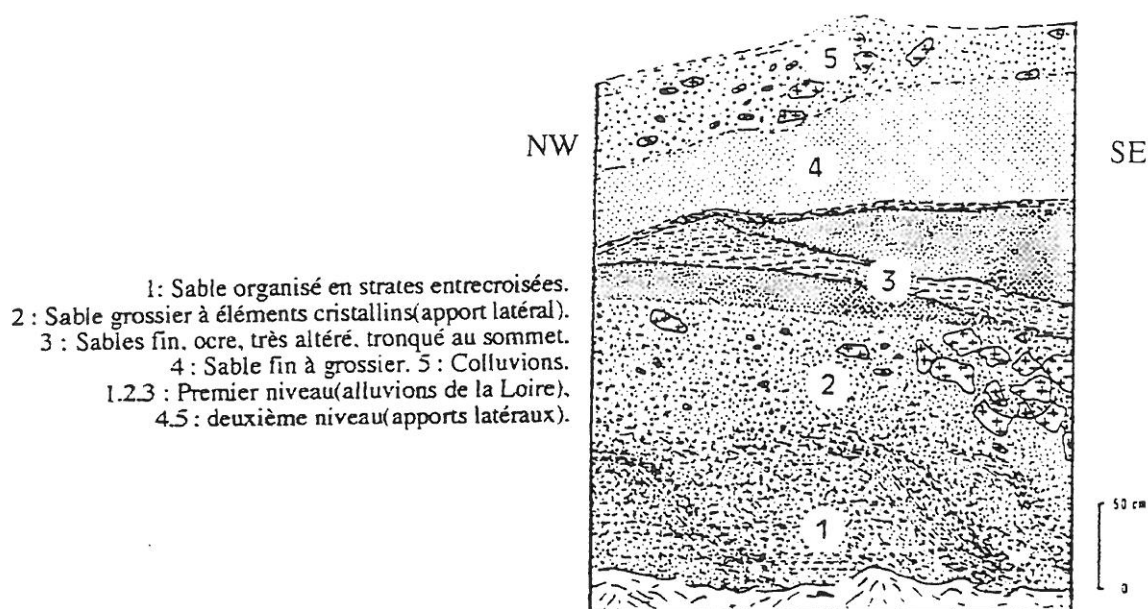 NW
SE
5
4
3
2
1
1: Sable organisé en strates entrecroisées.
2 : Sable grossier à éléments cristallins(apport latéral).
3 : Sables fin, ocre, très altéré, tronqué au sommet.
4 : Sable fin à grossier. 5 : Colluvions.
1.2.3 : Premier niveau(alluvions de la Loire),
4.5 : deuxième niveau(apports latéraux).
50 cm
0